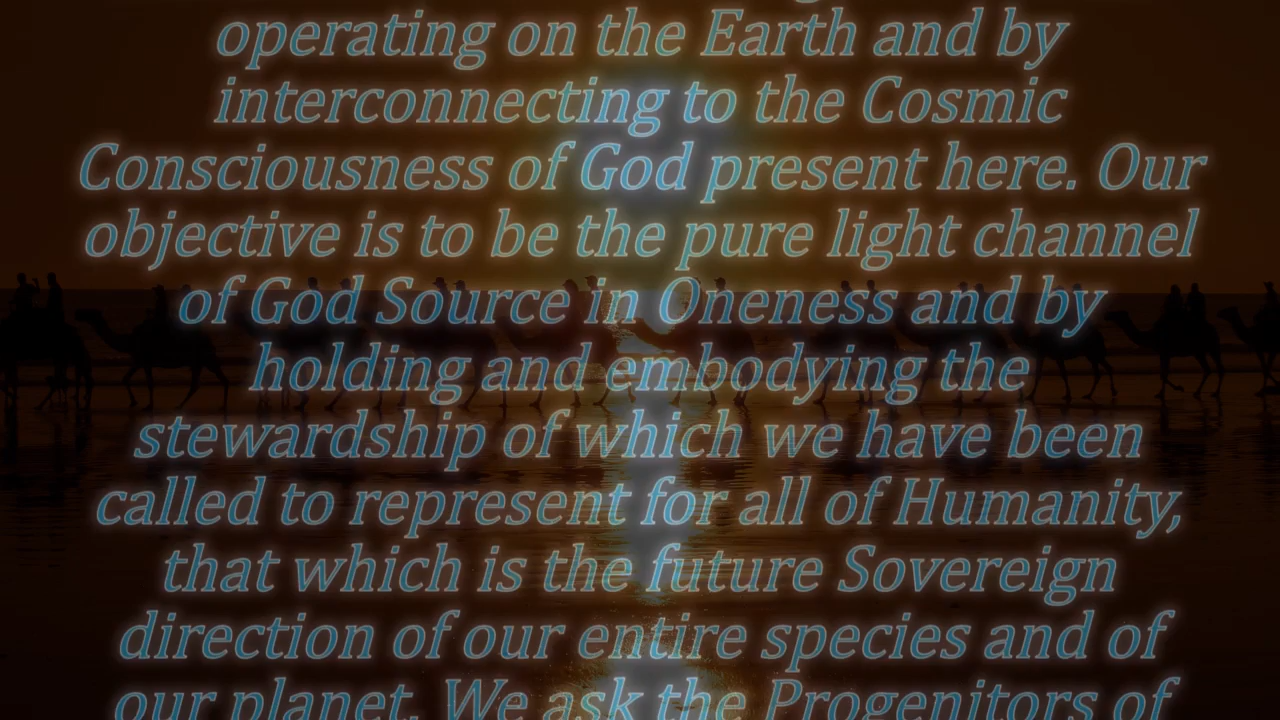 operating on the Earth and by
interconnecting to the Cosmic
Consciousness of God present here. Our
objective is to be the pure light channel
of God Source in Oneness and by
holding and embodying the
stewardship of which we have been
called to represent for all of Humanity,
that which is the future Sovereign
direction of our entire species and of
our planet. We ask the Progenitors of